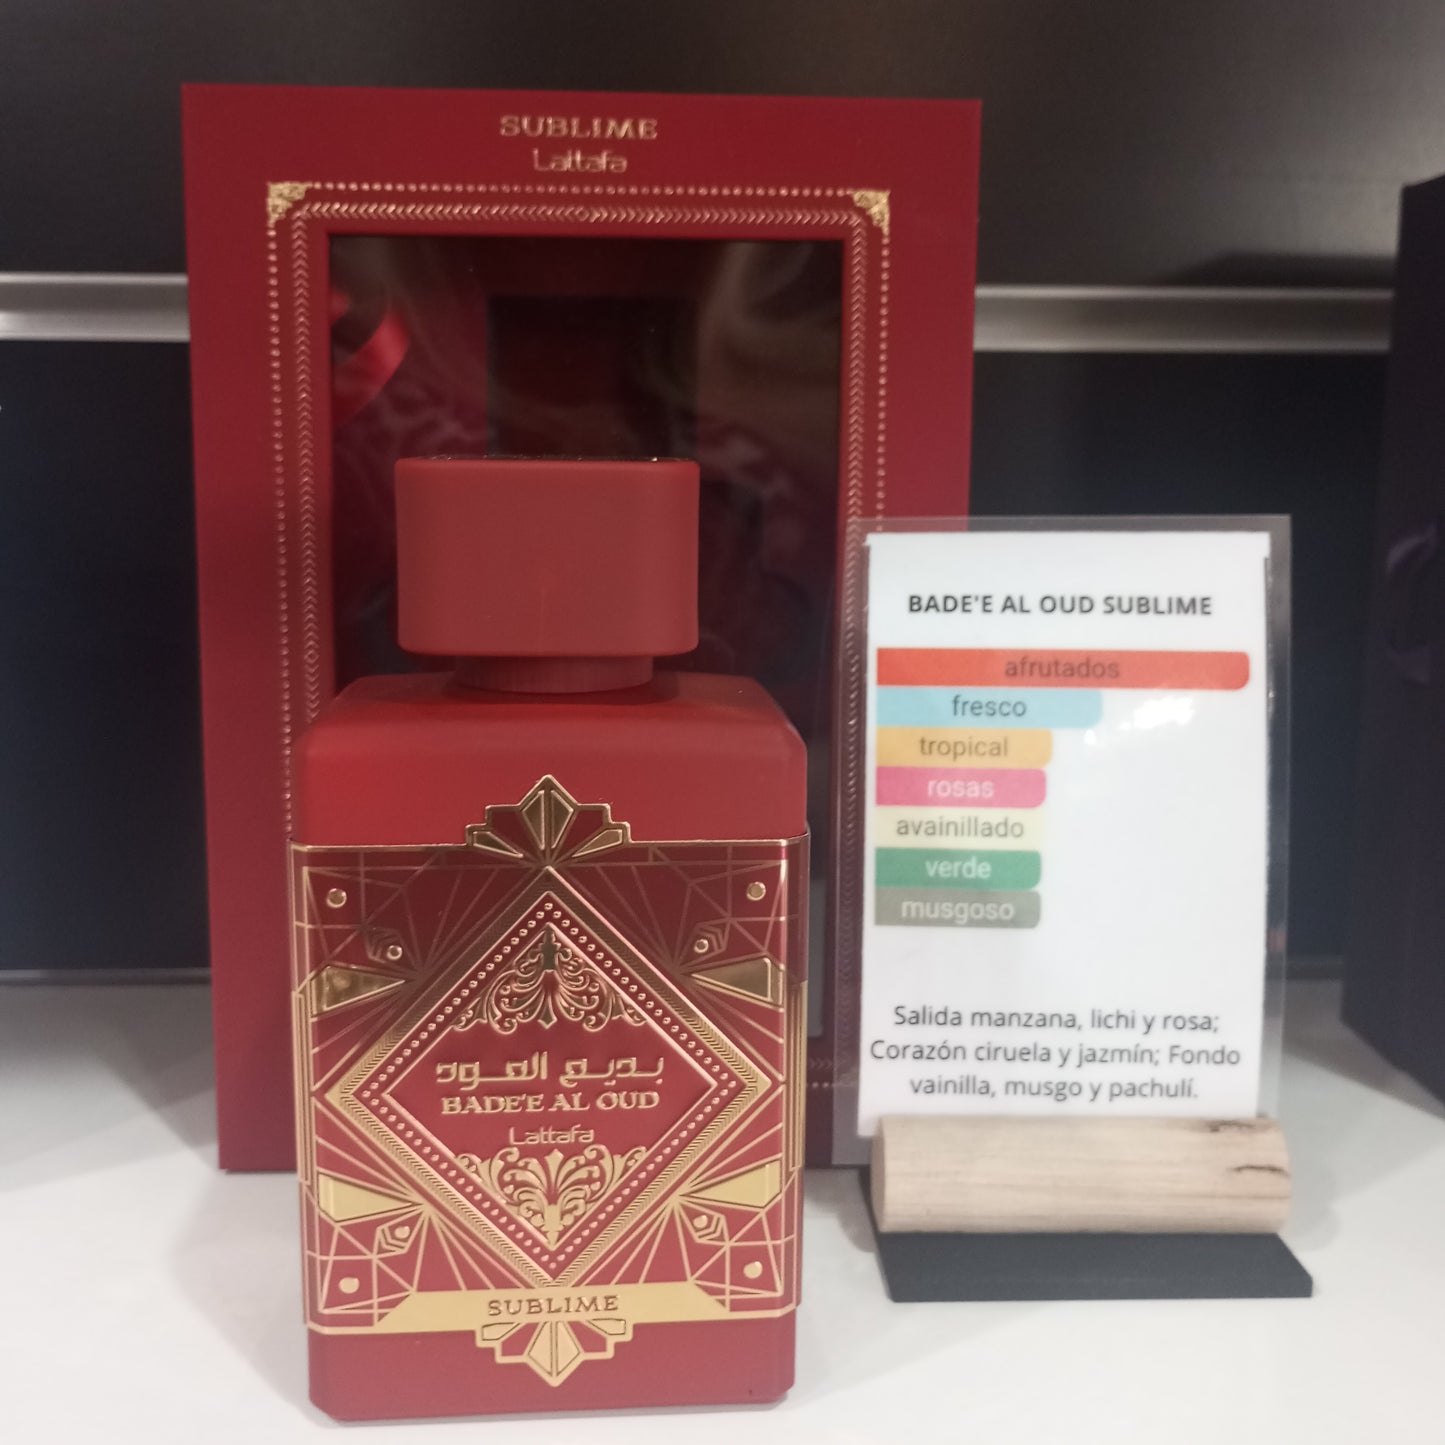 SUBLIME
Lattafa
بديع العود
BADE'E AL OUD
Lattafa
SUBLIME
BADE'E AL OUD SUBLIME
afrutados
fresco
tropical
rosas
avainillado
verde
musgoso
Salida manzana, lichi y rosa;
Corazón ciruela y jazmín; Fondo
vainilla, musgo y pachulí.